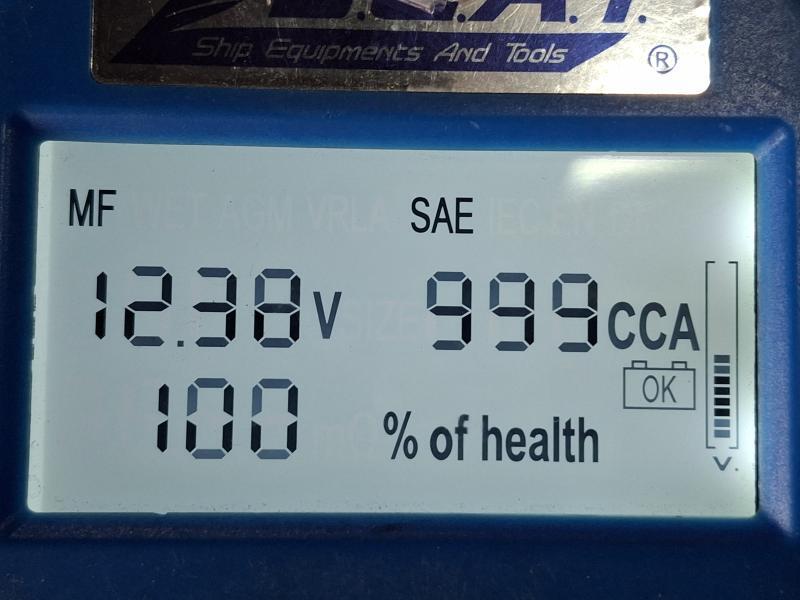 Ship Equipments And Tools ®
MF SAE
12.38 V 999 CCA
OK
100 % of health
V.